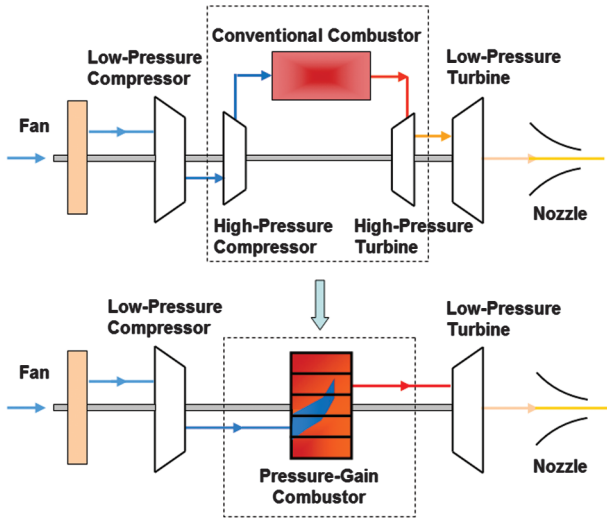 Conventional Combustor
Low-Pressure
Compressor
Low-Pressure
Turbine
Fan
High-Pressure
Compressor
High-Pressure
Turbine
Nozzle
Low-Pressure
Compressor
Low-Pressure
Turbine
Fan
Pressure-Gain
Combustor
Nozzle